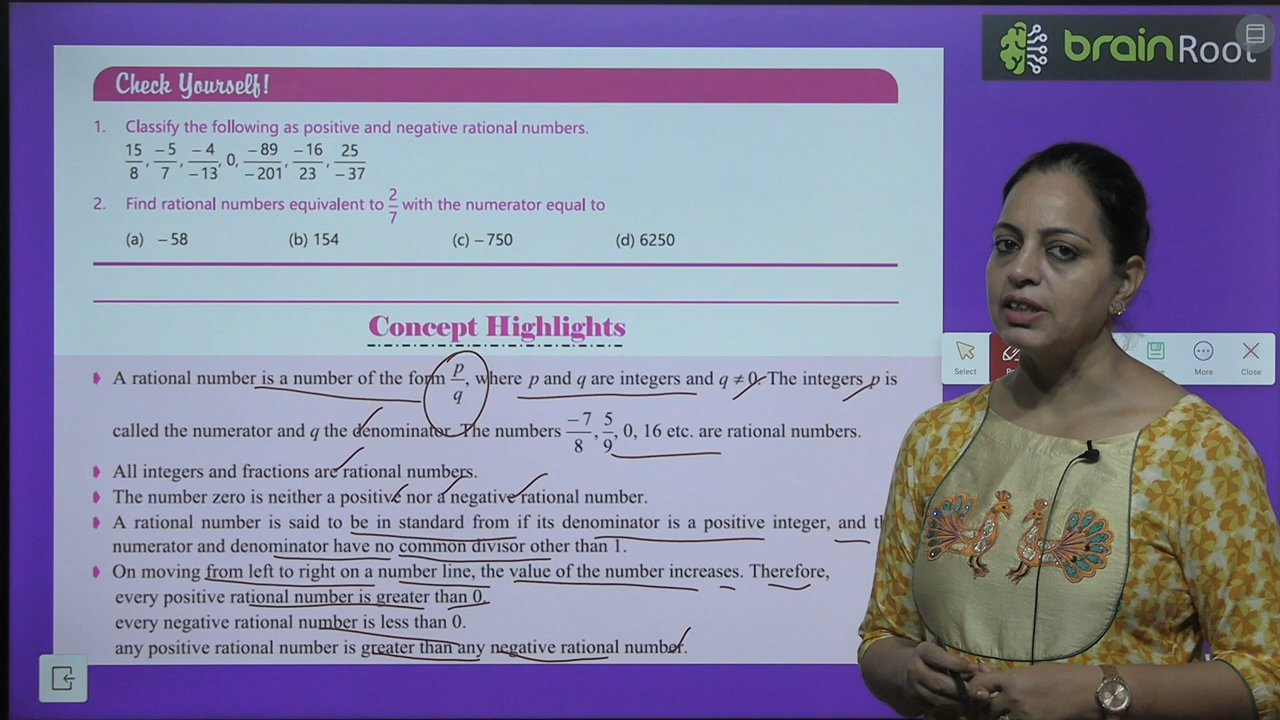 brainRoot
Check Yourself!
1. Classify the following as positive and negative rational numbers.
15/8, -5/7, -4/-13, 0, -89/-201, -16/23, 25/-37
2. Find rational numbers equivalent to 2/7 with the numerator equal to
(a) -58 (b) 154 (c) -750 (d) 6250
Concept Highlights
A rational number is a number of the form p/q, where p and q are integers and q ≠ 0. The integers p is
called the numerator and q the denominator. The numbers -7/8, 5/9, 0, 16 etc. are rational numbers.
All integers and fractions are rational numbers.
The number zero is neither a positive nor a negative rational number.
A rational number is said to be in standard from if its denominator is a positive integer, and
numerator and denominator have no common divisor other than 1.
On moving from left to right on a number line, the value of the number increases. Therefore,
every positive rational number is greater than 0.
every negative rational number is less than 0.
any positive rational number is greater than any negative rational number.
Select
More
Close